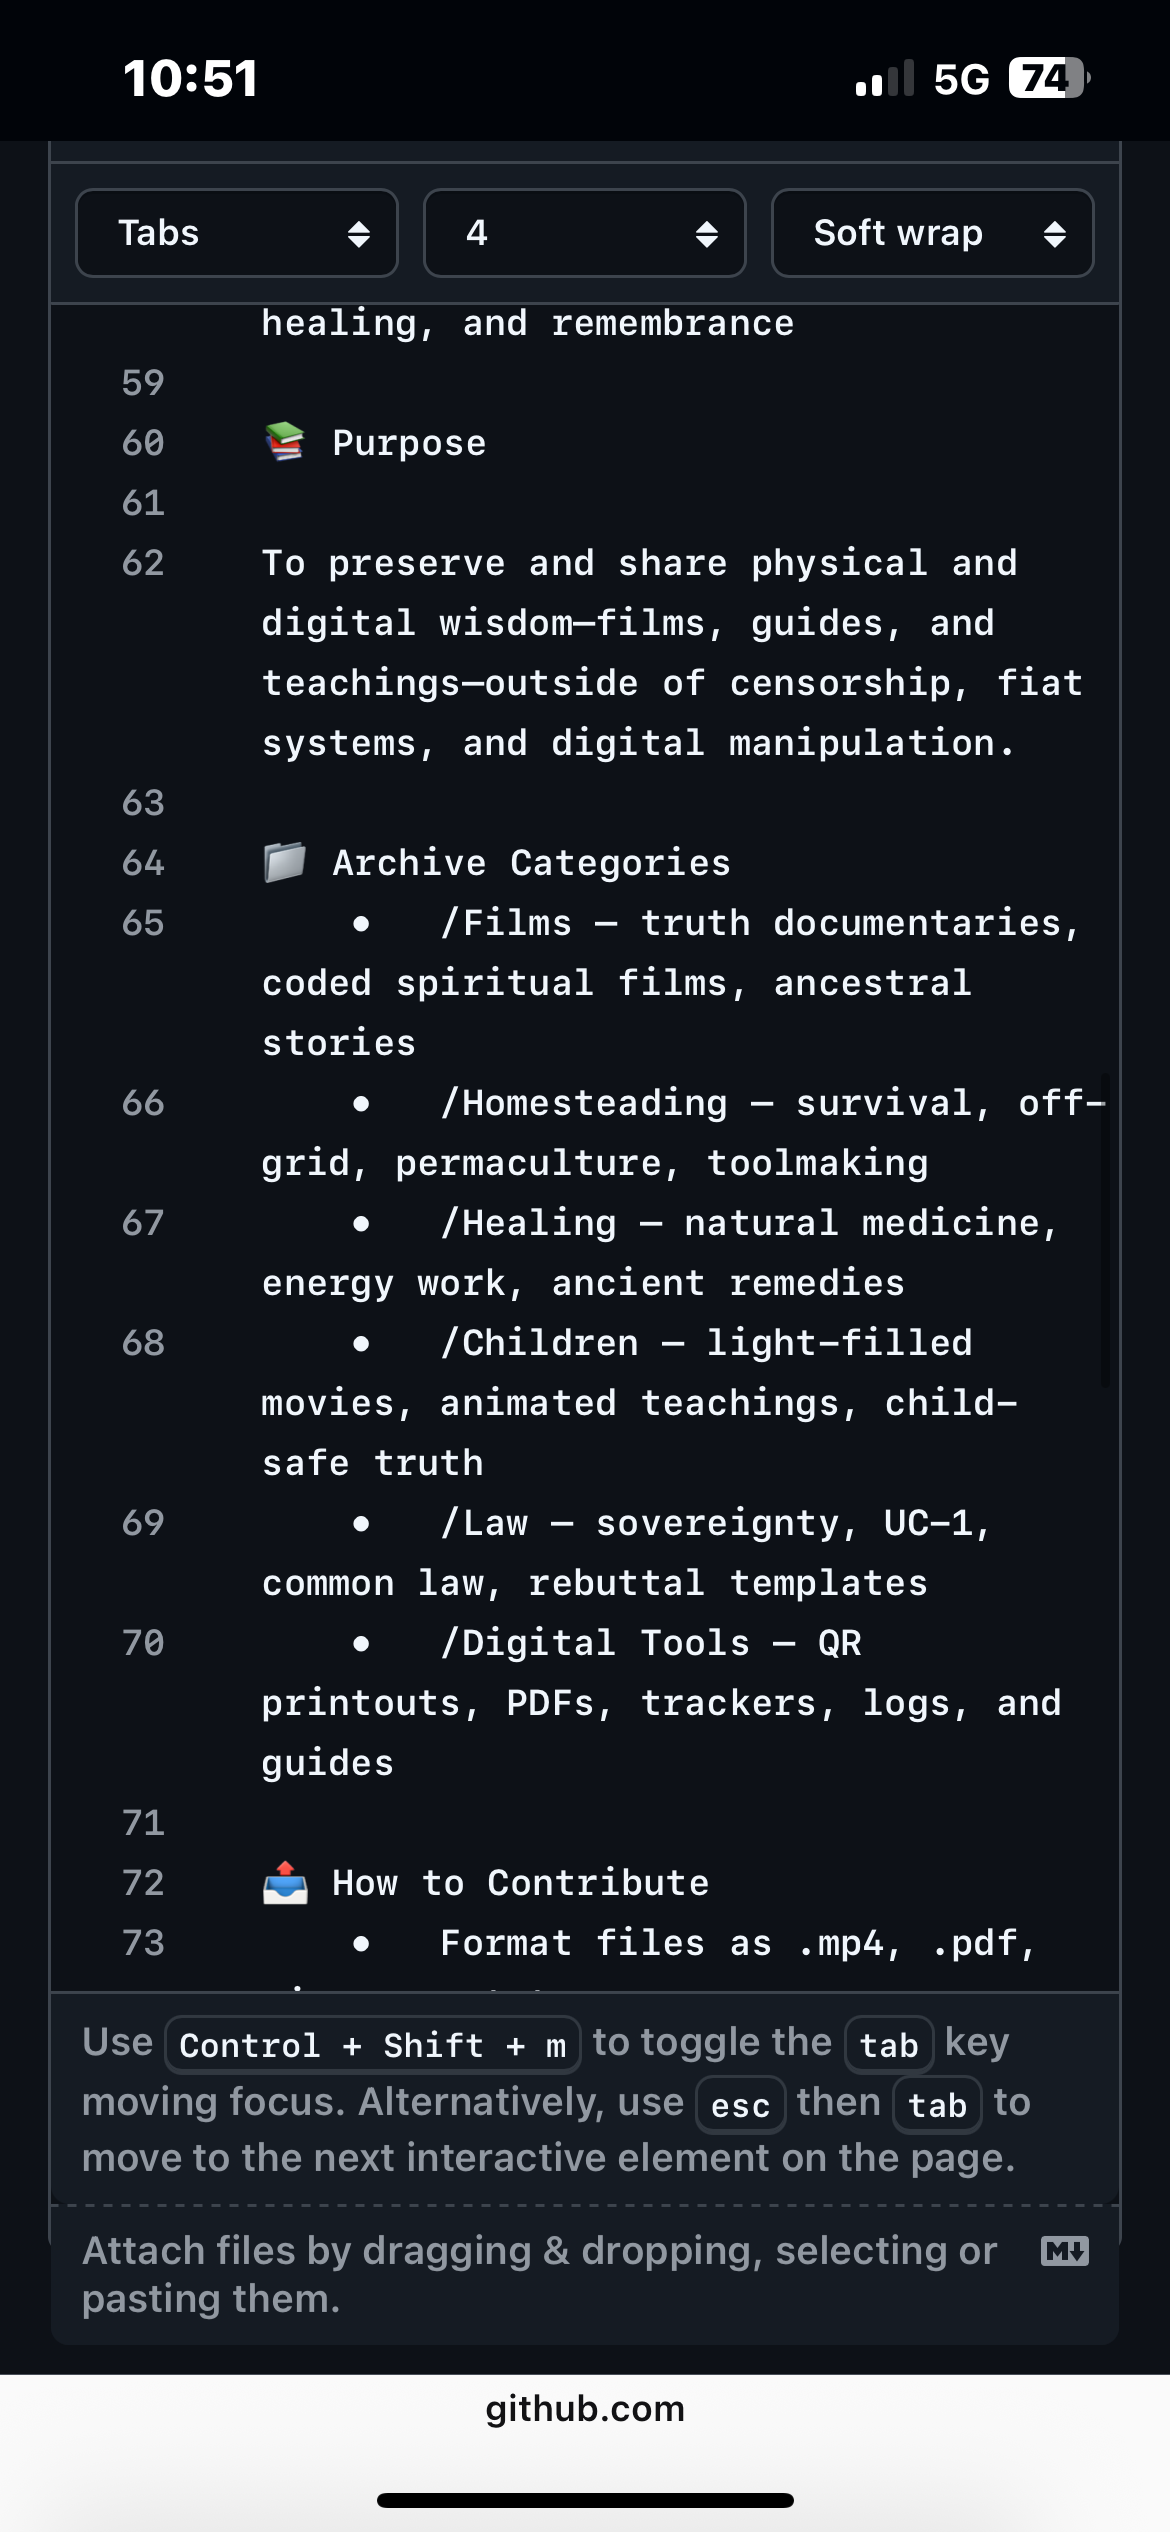 10:51
5G 74
Tabs 4 Soft wrap
healing, and remembrance
59
60 📚 Purpose
61
62 To preserve and share physical and
digital wisdom—films, guides, and
teachings—outside of censorship, fiat
systems, and digital manipulation.
63
64 📁 Archive Categories
65 • /Films – truth documentaries,
coded spiritual films, ancestral
stories
66 • /Homesteading – survival, off-
grid, permaculture, toolmaking
67 • /Healing – natural medicine,
energy work, ancient remedies
68 • /Children – light-filled
movies, animated teachings, child-
safe truth
69 • /Law – sovereignty, UC-1,
common law, rebuttal templates
70 • /Digital Tools – QR
printouts, PDFs, trackers, logs, and
guides
71
72 📤 How to Contribute
73 • Format files as .mp4, .pdf,
Use Control + Shift + m to toggle the tab key
moving focus. Alternatively, use esc then tab to
move to the next interactive element on the page.
Attach files by dragging & dropping, selecting or
pasting them.
github.com